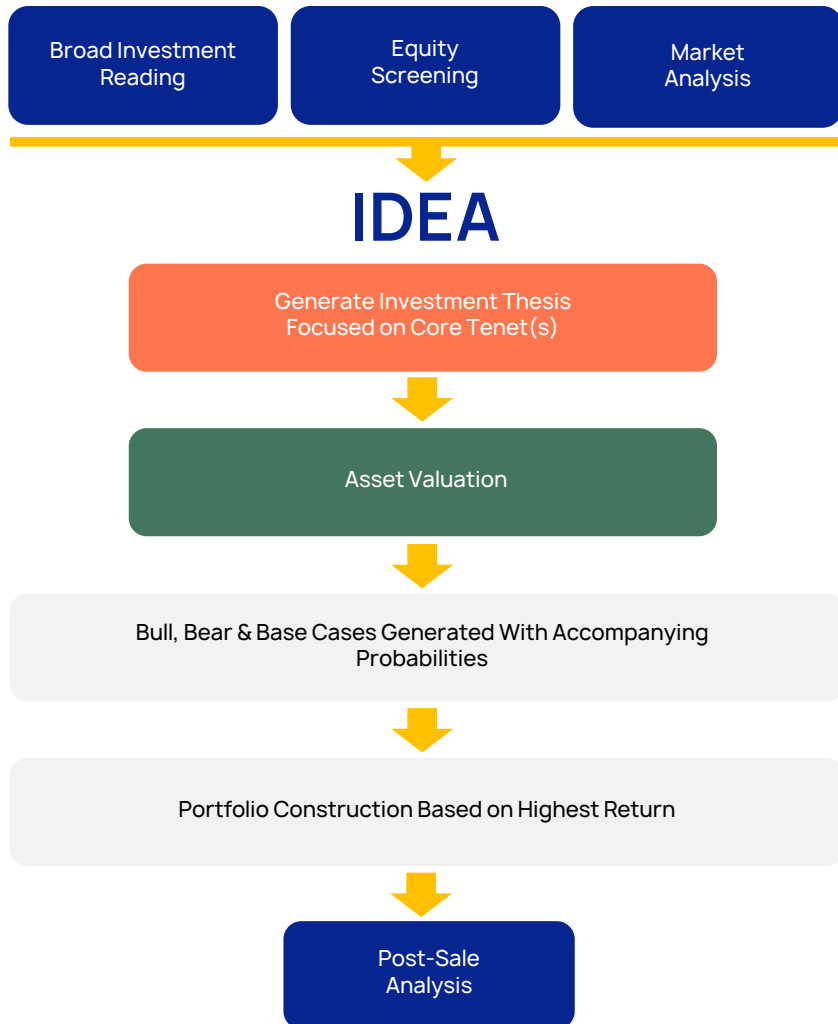 Broad Investment
Reading
Equity
Screening
Market
Analysis
IDEA
Generate Investment Thesis
Focused on Core Tenet(s)
Asset Valuation
Bull, Bear & Base Cases Generated With Accompanying
Probabilities
Portfolio Construction Based on Highest Return
Post-Sale
Analysis